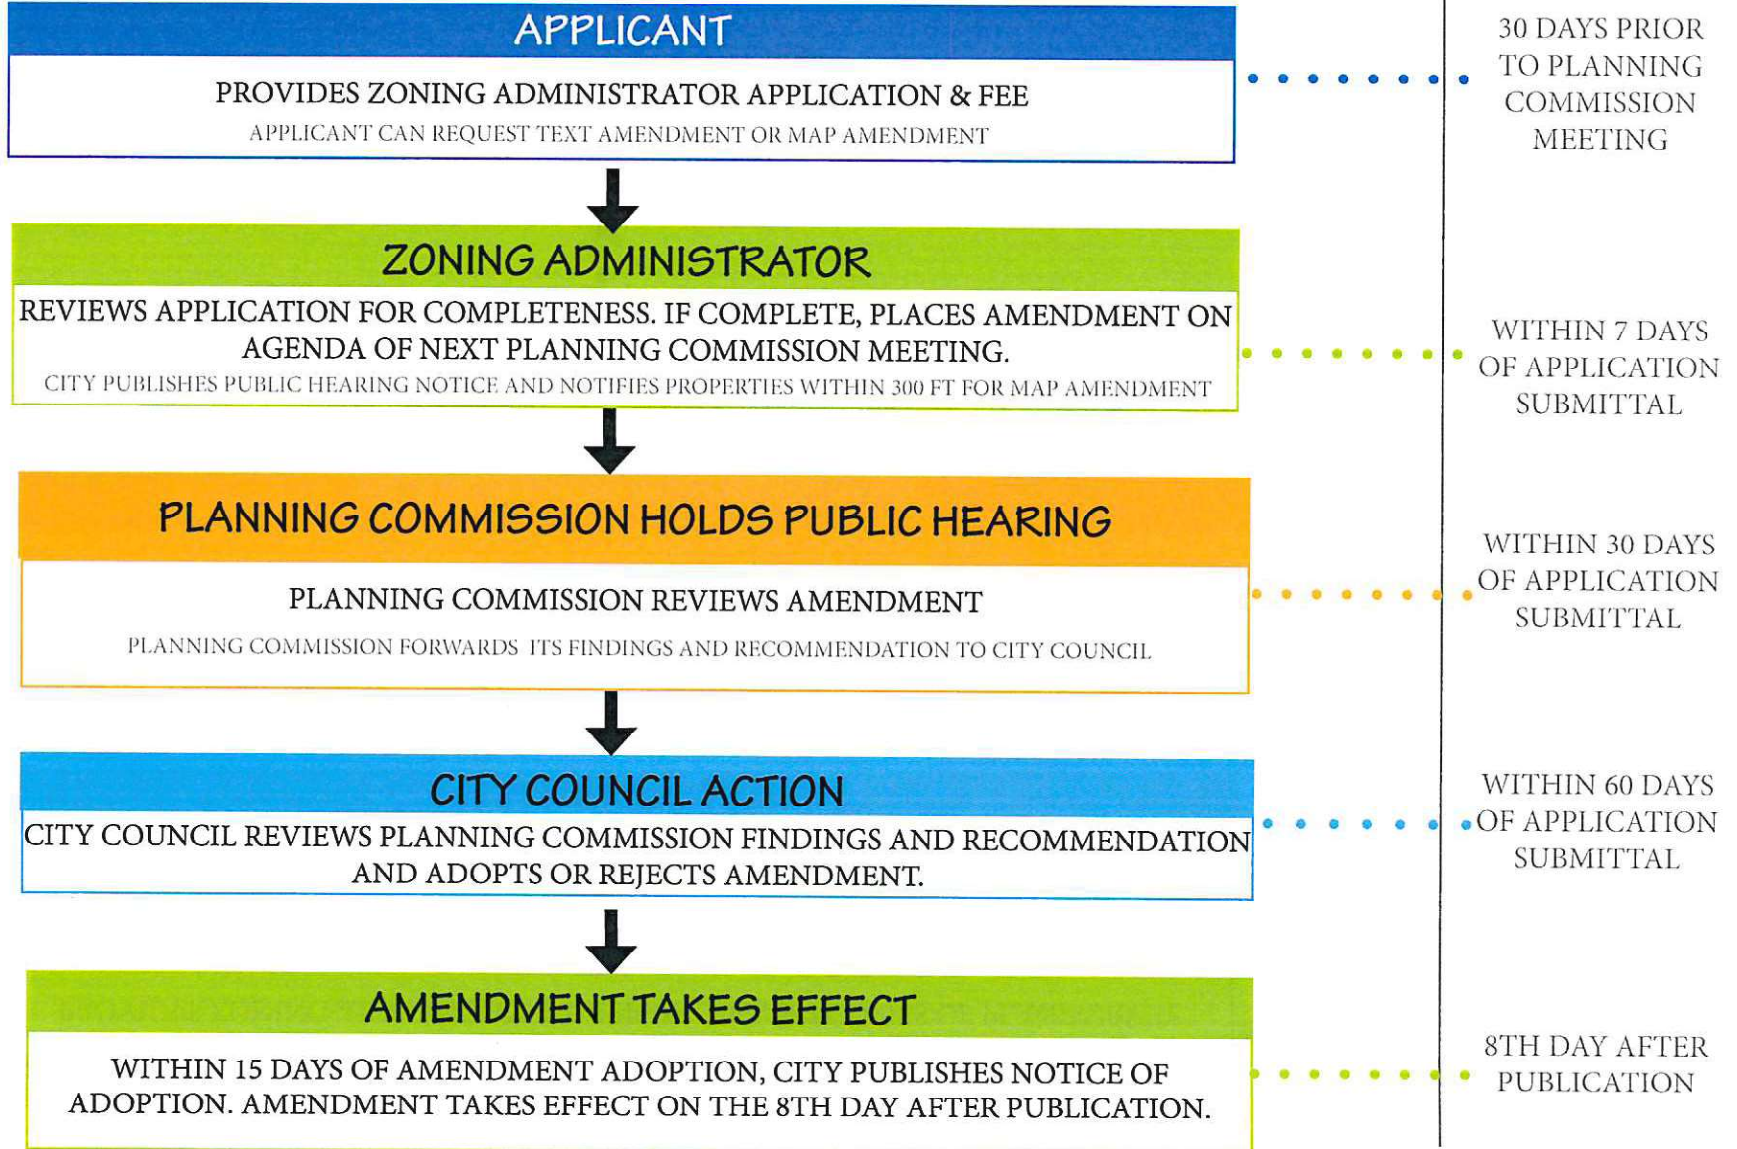 APPLICANT
PROVIDES ZONING ADMINISTRATOR APPLICATION & FEE
APPLICANT CAN REQUEST TEXT AMENDMENT OR MAP AMENDMENT
30 DAYS PRIOR
TO PLANNING
COMMISSION
MEETING
ZONING ADMINISTRATOR
REVIEWS APPLICATION FOR COMPLETENESS. IF COMPLETE, PLACES AMENDMENT ON
AGENDA OF NEXT PLANNING COMMISSION MEETING.
CITY PUBLISHES PUBLIC HEARING NOTICE AND NOTIFIES PROPERTIES WITHIN 300 FT FOR MAP AMENDMENT
WITHIN 7 DAYS
OF APPLICATION
SUBMITTAL
PLANNING COMMISSION HOLDS PUBLIC HEARING
PLANNING COMMISSION REVIEWS AMENDMENT
PLANNING COMMISSION FORWARDS ITS FINDINGS AND RECOMMENDATION TO CITY COUNCIL
WITHIN 30 DAYS
OF APPLICATION
SUBMITTAL
CITY COUNCIL ACTION
CITY COUNCIL REVIEWS PLANNING COMMISSION FINDINGS AND RECOMMENDATION
AND ADOPTS OR REJECTS AMENDMENT.
WITHIN 60 DAYS
OF APPLICATION
SUBMITTAL
AMENDMENT TAKES EFFECT
WITHIN 15 DAYS OF AMENDMENT ADOPTION, CITY PUBLISHES NOTICE OF
ADOPTION. AMENDMENT TAKES EFFECT ON THE 8TH DAY AFTER PUBLICATION.
8TH DAY AFTER
PUBLICATION